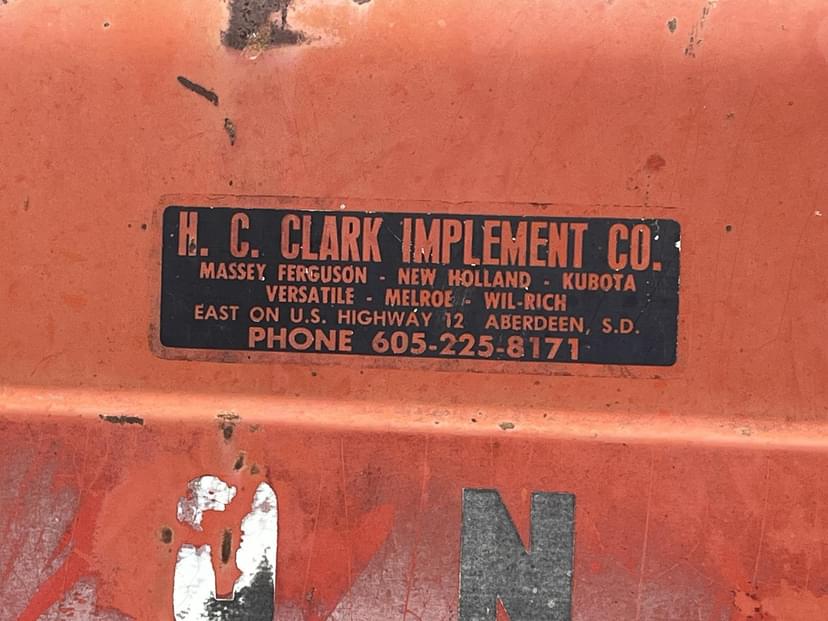 H. C. CLARK IMPLEMENT CO.
MASSEY FERGUSON - NEW HOLLAND - KUBOTA
VERSATILE - MELROE - WIL-RICH
EAST ON U.S. HIGHWAY 12 ABERDEEN, S.D.
PHONE 605-225-8171
N